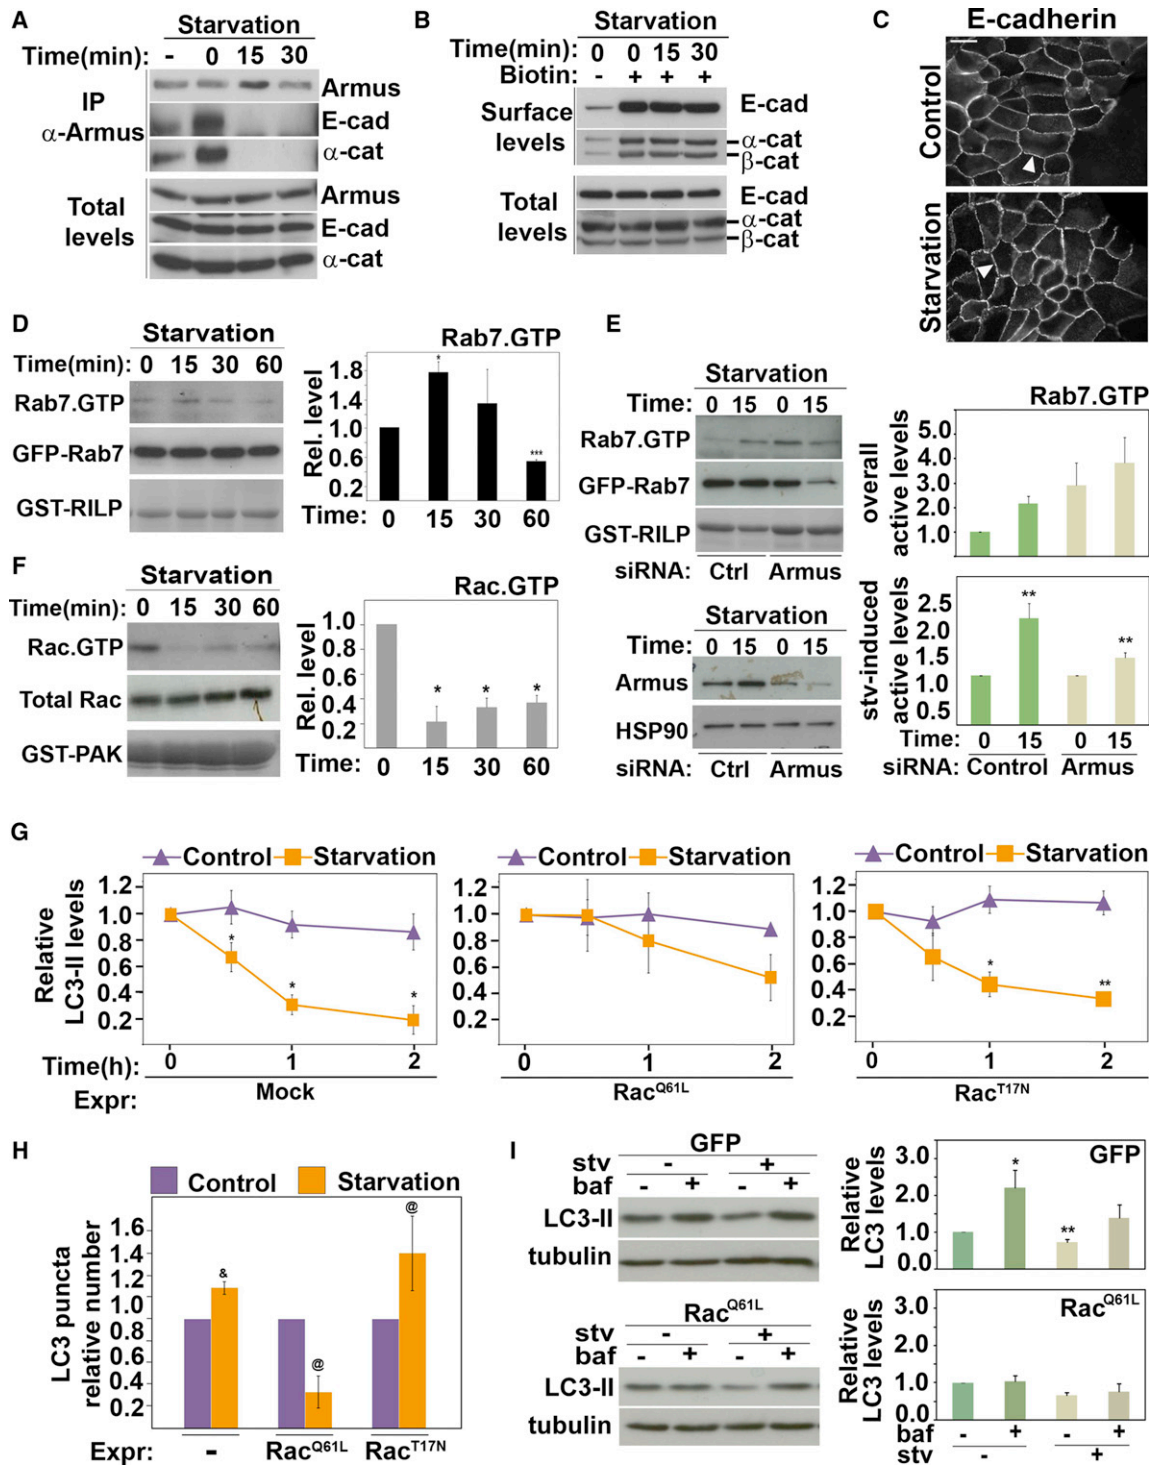 A
Starvation
Time(min): - 0 15 30
IP
α-Armus
Armus
E-cad
α-cat
Total
levels
Armus
E-cad
α-cat
B
Starvation
Time(min): 0 0 15 30
Biotin: - + + +
Surface
levels
E-cad
α-cat
β-cat
Total
levels
E-cad
α-cat
β-cat
C
E-cadherin
Control
Starvation
D
Starvation
Time(min): 0 15 30 60
Rab7.GTP
GFP-Rab7
GST-RILP
Rab7.GTP
Rel. level
1.8
1.4
1.0
0.6
0.2
*
***
Time: 0 15 30 60
E
Starvation
Time: 0 15 0 15
Rab7.GTP
GFP-Rab7
GST-RILP
siRNA: Ctrl Armus
Starvation
Time: 0 15 0 15
Armus
HSP90
siRNA: Ctrl Armus
Rab7.GTP
overall
active levels
5.0
4.0
3.0
2.0
1.0
stv-induced
active levels
2.5
2.0
1.5
1.0
0.5
**
**
Time: 0 15 0 15
siRNA: Control Armus
F
Starvation
Time(min): 0 15 30 60
Rac.GTP
Total Rac
GST-PAK
Rac.GTP
Rel. level
1.0
0.8
0.6
0.4
0.2
* * *
Time: 0 15 30 60
G
Control Starvation
Control Starvation
Control Starvation
Relative
LC3-II levels
1.2
1.0
0.8
0.6
0.4
0.2
* * *
1.2
1.0
0.8
0.6
0.4
0.2
1.2
1.0
0.8
0.6
0.4
0.2
* **
Time(h): 0 1 2 0 1 2 0 1 2
Expr: Mock RacQ61L RacT17N
H
Control Starvation
LC3 puncta
relative number
1.6
1.4
1.2
1.0
0.8
0.6
0.4
0.2
& @ @
Expr: - RacQ61L RacT17N
I
GFP
stv - +
baf - + - +
LC3-II
tubulin
RacQ61L
stv - +
baf - + - +
LC3-II
tubulin
Relative
LC3 levels
GFP
3.0
2.0
1.0
0.0
* **
Relative
LC3 levels
RacQ61L
3.0
2.0
1.0
0.0
baf - + - +
stv - +